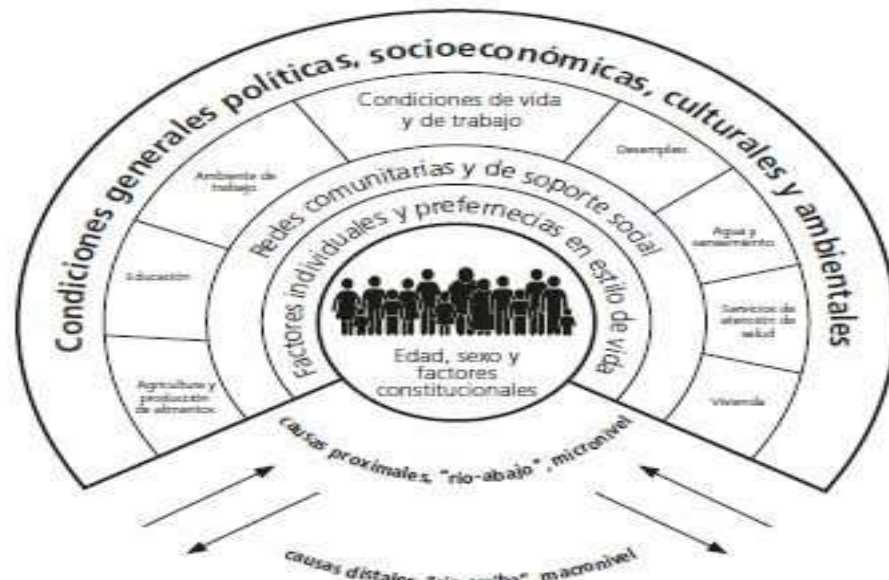 Condiciones generales políticas, socioeconómicas, culturales y ambientales
Condiciones de vida
y de trabajo
Ambiente de
trabajo
Desempleo
Educación
Agua y
saneamiento
Agricultura y
producción
de alimentos
Servicios de
atención de
salud
Vivienda
Redes comunitarias y de soporte social
Factores individuales y prefernecias en estilo de vida
Edad, sexo y
factores
constitucionales
causas proximales, "río-abajo", micronivel
causas distales, "río-arriba", macronivel